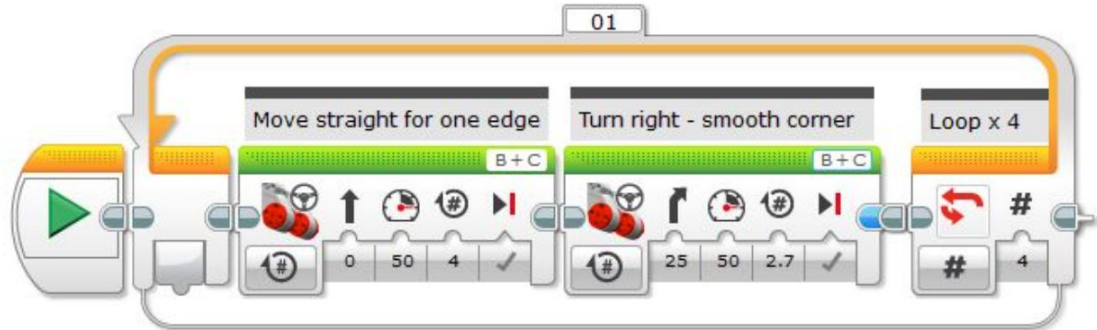 01
Move straight for one edge
Turn right - smooth corner
Loop x 4
B+C
B+C
#
#
#
0 50 4
#
25 50 2.7
#
4